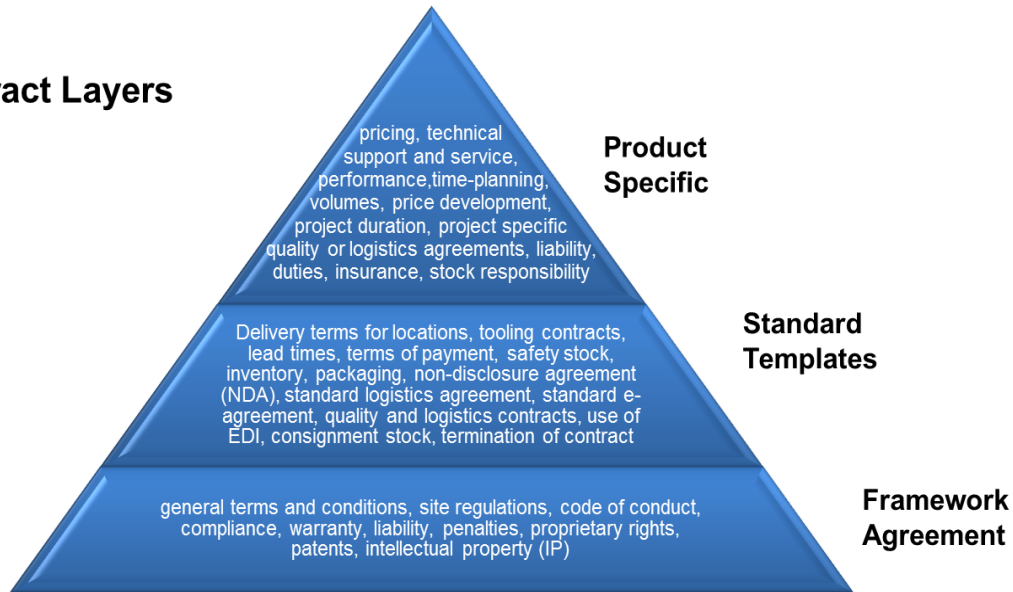 ract Layers
pricing, technical
support and service,
performance,time-planning,
volumes, price development,
project duration, project specific
quality or logistics agreements, liability,
duties, insurance, stock responsibility
Product
Specific
Delivery terms for locations, tooling contracts,
lead times, terms of payment, safety stock,
inventory, packaging, non-disclosure agreement
(NDA), standard logistics agreement, standard e-
agreement, quality and logistics contracts, use of
EDI, consignment stock, termination of contract
Standard
Templates
general terms and conditions, site regulations, code of conduct,
compliance, warranty, liability, penalties, proprietary rights,
patents, intellectual property (IP)
Framework
Agreement